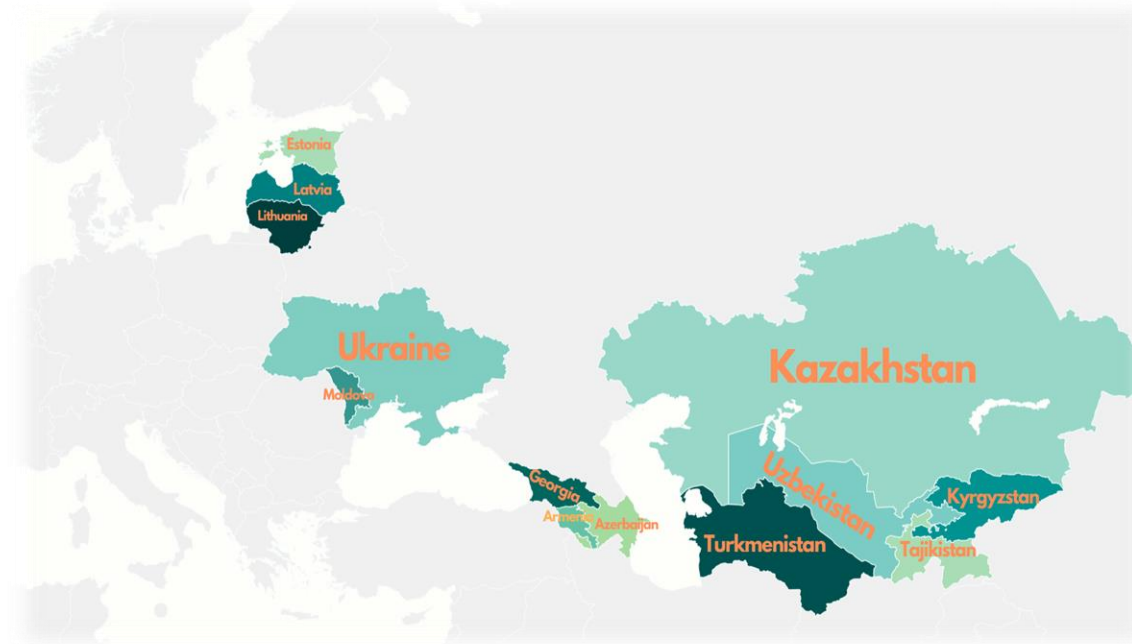 Estonia
Latvia
Lithuania
Ukraine
Moldova
Kazakhstan
Georgia
Armenia
Azerbaijan
Uzbekistan
Turkmenistan
Kyrgyzstan
Tajikistan